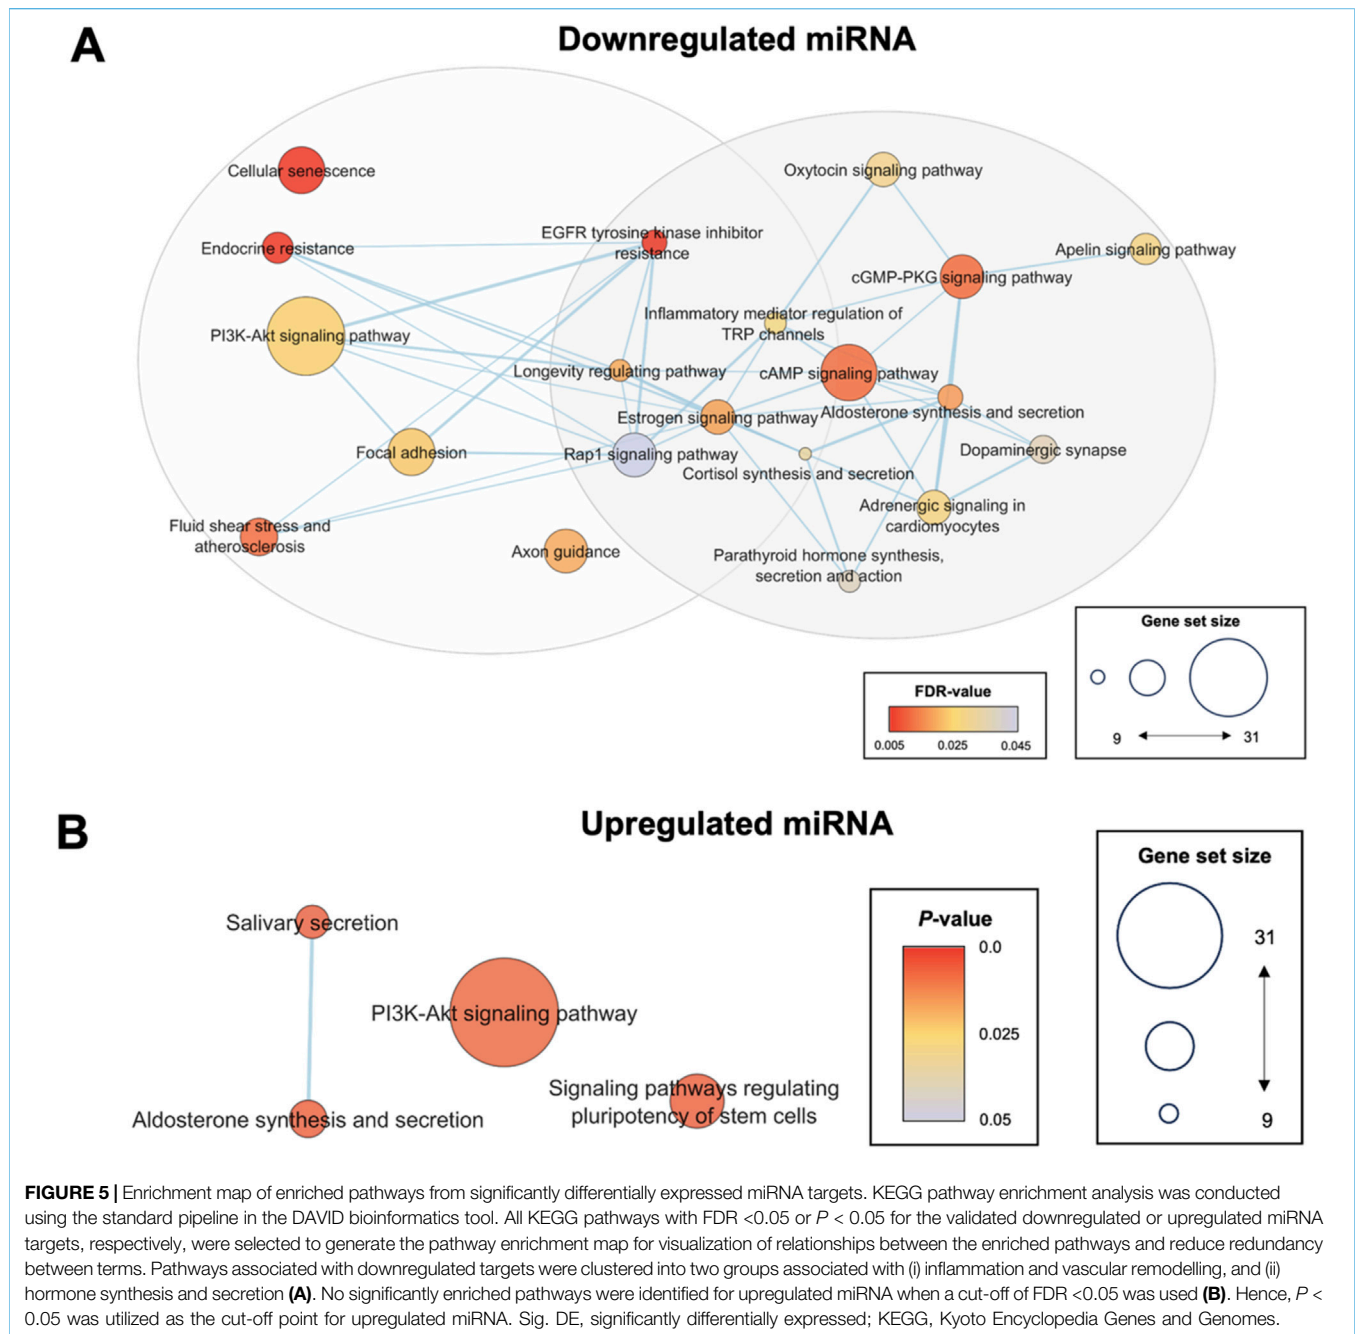 A
Downregulated miRNA
Cellular senescence
Oxytocin signaling pathway
Endocrine resistance
EGFR tyrosine kinase inhibitor
resistance
Apelin signaling pathway
cGMP-PKG signaling pathway
PI3K-Akt signaling pathway
Inflammatory mediator regulation of
TRP channels
Longevity regulating pathway
cAMP signaling pathway
Estrogen signaling pathway
Aldosterone synthesis and secretion
Focal adhesion
Rap1 signaling pathway
Dopaminergic synapse
Cortisol synthesis and secretion
Adrenergic signaling in
cardiomyocytes
Fluid shear stress and
atherosclerosis
Axon guidance
Parathyroid hormone synthesis,
secretion and action
Gene set size
9
31
FDR-value
0.005
0.025
0.045
B
Upregulated miRNA
Salivary secretion
PI3K-Akt signaling pathway
Signaling pathways regulating
pluripotency of stem cells
Aldosterone synthesis and secretion
P-value
0.0
0.025
0.05
Gene set size
31
9
FIGURE 5 | Enrichment map of enriched pathways from significantly differentially expressed miRNA targets. KEGG pathway enrichment analysis was conducted
using the standard pipeline in the DAVID bioinformatics tool. All KEGG pathways with FDR <0.05 or P < 0.05 for the validated downregulated or upregulated miRNA
targets, respectively, were selected to generate the pathway enrichment map for visualization of relationships between the enriched pathways and reduce redundancy
between terms. Pathways associated with downregulated targets were clustered into two groups associated with (i) inflammation and vascular remodelling, and (ii)
hormone synthesis and secretion (A). No significantly enriched pathways were identified for upregulated miRNA when a cut-off of FDR <0.05 was used (B). Hence, P <
0.05 was utilized as the cut-off point for upregulated miRNA. Sig. DE, significantly differentially expressed; KEGG, Kyoto Encyclopedia Genes and Genomes.